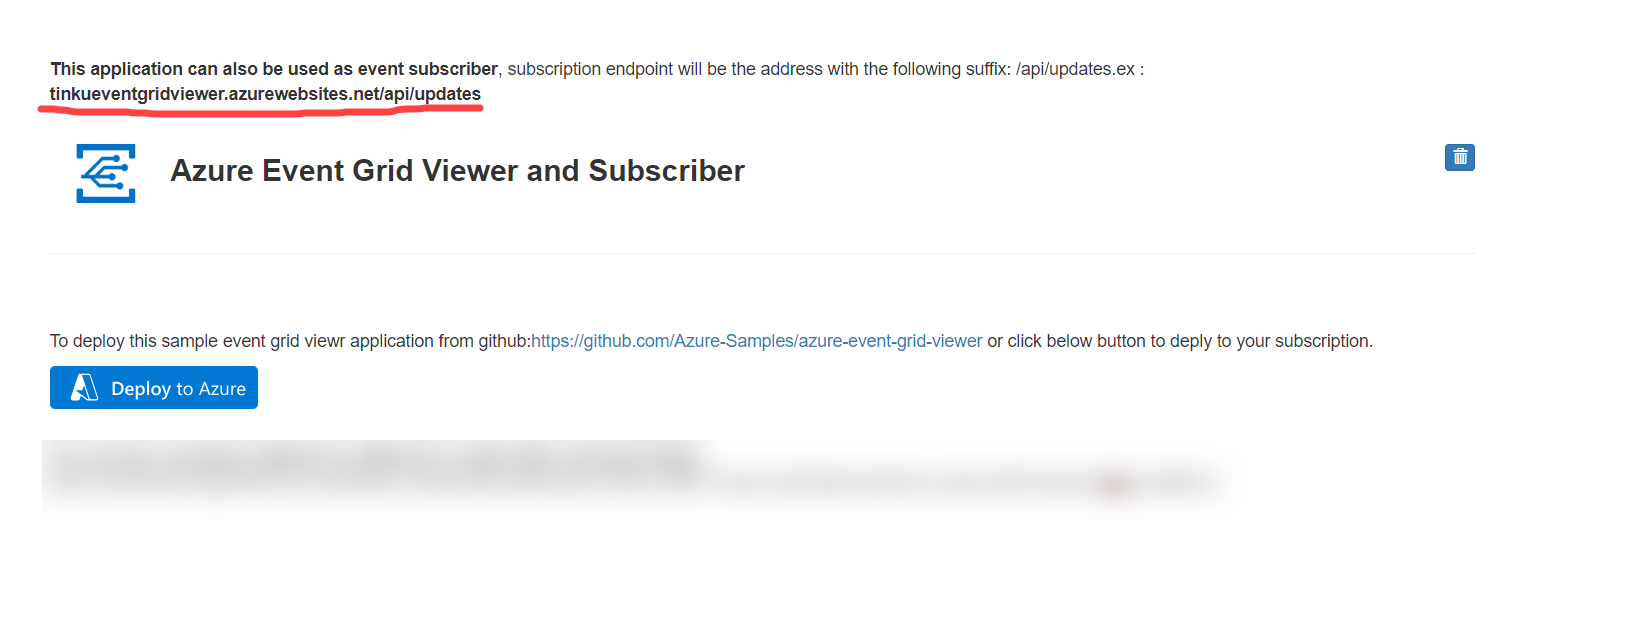 This application can also be used as event subscriber, subscription endpoint will be the address with the following suffix: /api/updates.ex :
tinkueventgridviewer.azurewebsites.net/api/updates
Azure Event Grid Viewer and Subscriber
To deploy this sample event grid viewr application from github:https://github.com/Azure-Samples/azure-event-grid-viewer or click below button to deply to your subscription.
Deploy to Azure